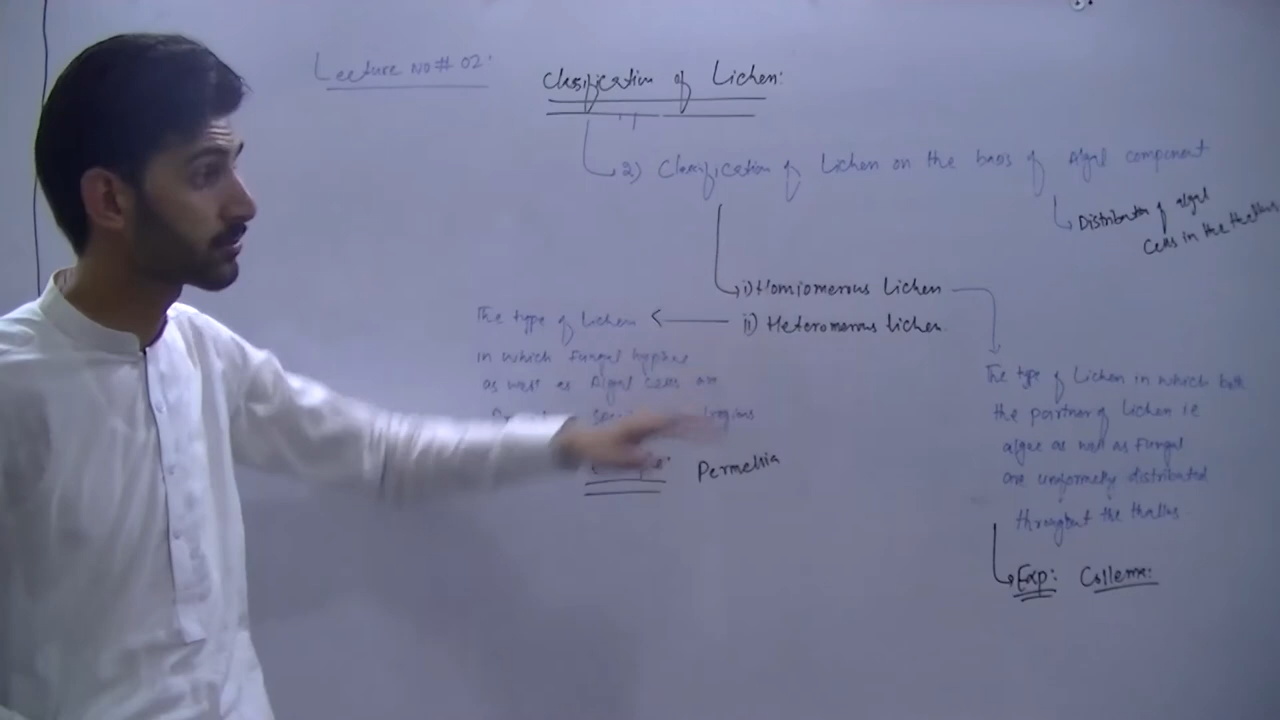 Lecture No# 02:
Classification of Lichen:
2) Classification of Lichen on the basis of Algal component
Distribution of algal
Cells in the thallus
i) Homiomerous Lichen
ii) Heteromerous lichen
The type of Lichen
in which fungal hyphae
as well as Algal cells are
regions
Permelia
The type of Lichen in which both
the partner of Lichen ie
algae as well as fungal
are uniformely distributed
throughout the thallus.
Exp: Collema: